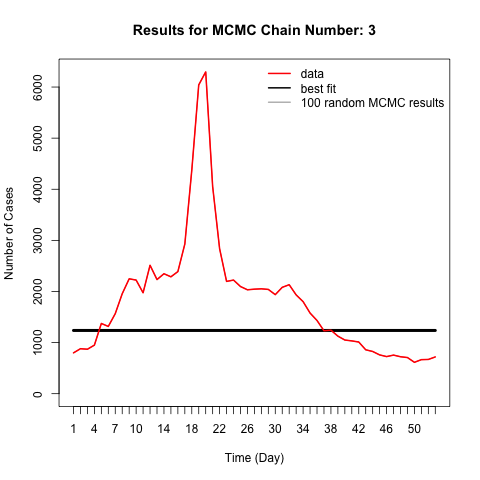 Results for MCMC Chain Number: 3
data
best fit
100 random MCMC results
Number of Cases
6000
5000
4000
3000
2000
1000
0
1 4 7 10 14 18 22 26 30 34 38 42 46 50
Time (Day)